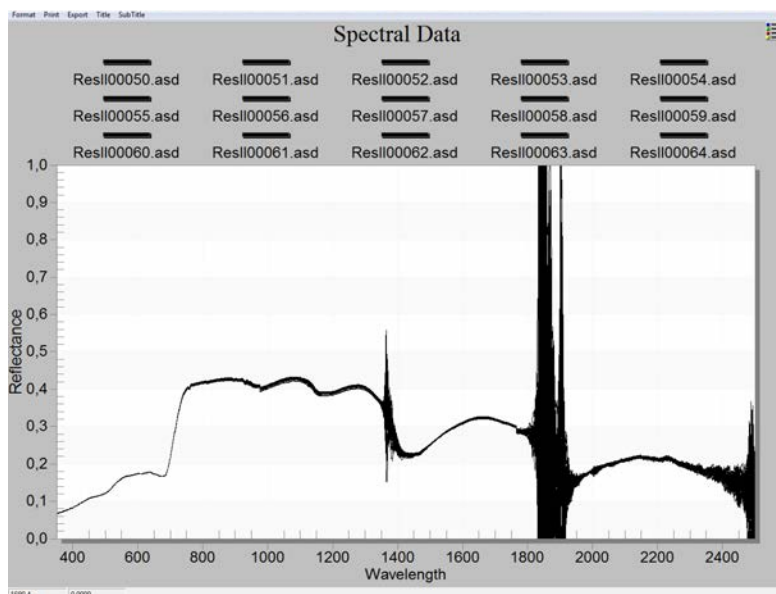 Format Print Export Title SubTitle
Spectral Data
ResII00050.asd ResII00051.asd ResII00052.asd ResII00053.asd ResII00054.asd
ResII00055.asd ResII00056.asd ResII00057.asd ResII00058.asd ResII00059.asd
ResII00060.asd ResII00061.asd ResII00062.asd ResII00063.asd ResII00064.asd
1,0
0,9
0,8
0,7
0,6
0,5
0,4
0,3
0,2
0,1
0,0
Reflectance
400 600 800 1000 1200 1400 1600 1800 2000 2200 2400
Wavelength